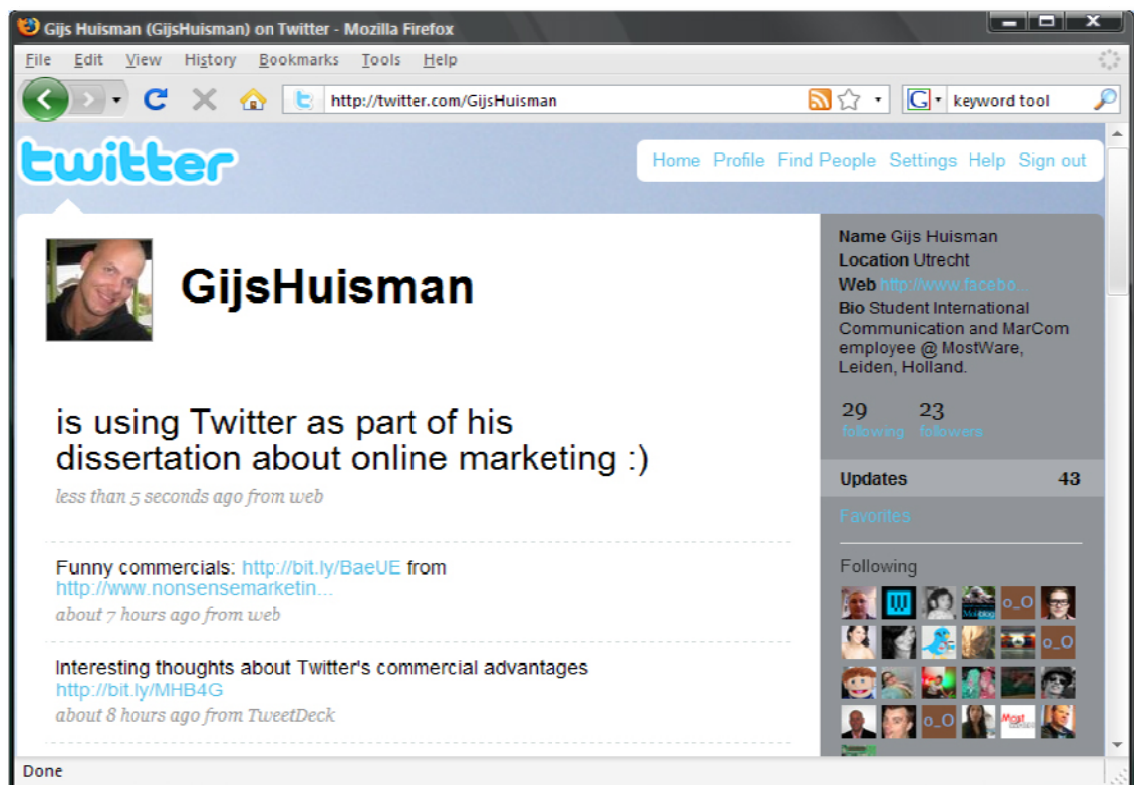 Gijs Huisman (GijsHuisman) on Twitter - Mozilla Firefox
File Edit View History Bookmarks Tools Help
http://twitter.com/GijsHuisman
G keyword tool
twitter
Home Profile Find People Settings Help Sign out
GijsHuisman
is using Twitter as part of his
dissertation about online marketing :)
less than 5 seconds ago from web
Funny commercials: http://bit.ly/BaeUE from
http://www.nonsensemarketin...
about 7 hours ago from web
Interesting thoughts about Twitter's commercial advantages
http://bit.ly/MHB4G
about 8 hours ago from TweetDeck
Name Gijs Huisman
Location Utrecht
Web http://www.facebo...
Bio Student International
Communication and MarCom
employee @ MostWare,
Leiden, Holland.
29 23
following followers
Updates 43
Favorites
Following
o_O
o_O
o_O
Done